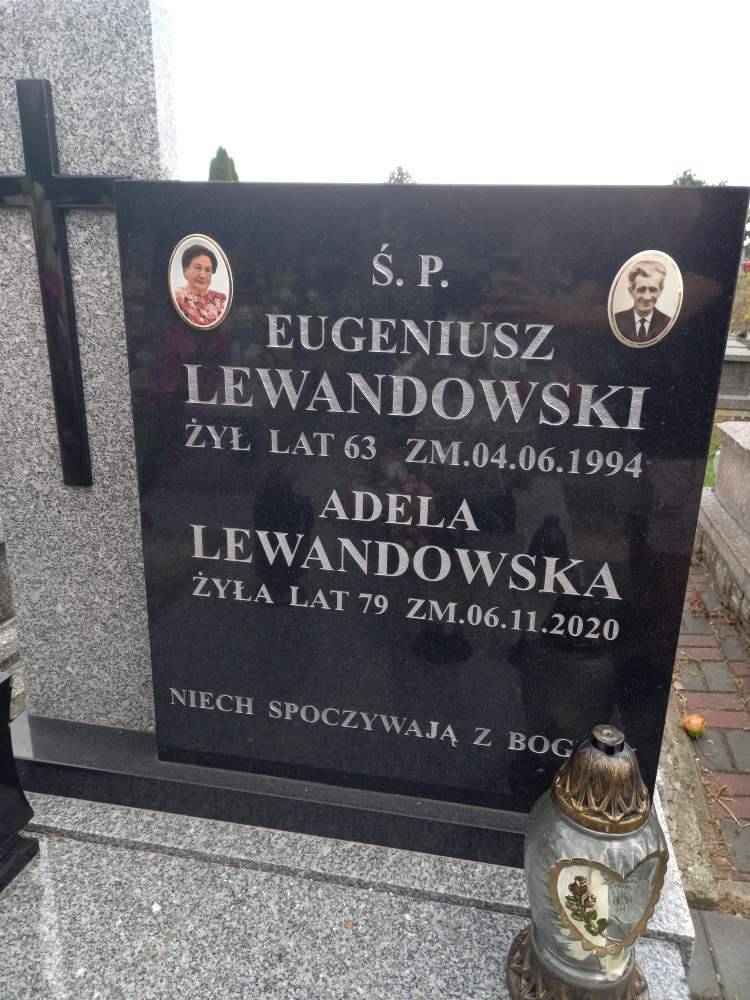 Ś. P.
EUGENIUSZ
LEWANDOWSKI
ŻYŁ LAT 63 ZM.04.06.1994
ADELA
LEWANDOWSKA
ŻYŁA LAT 79 ZM.06.11.2020
NIECH SPOCZYWAJĄ Z